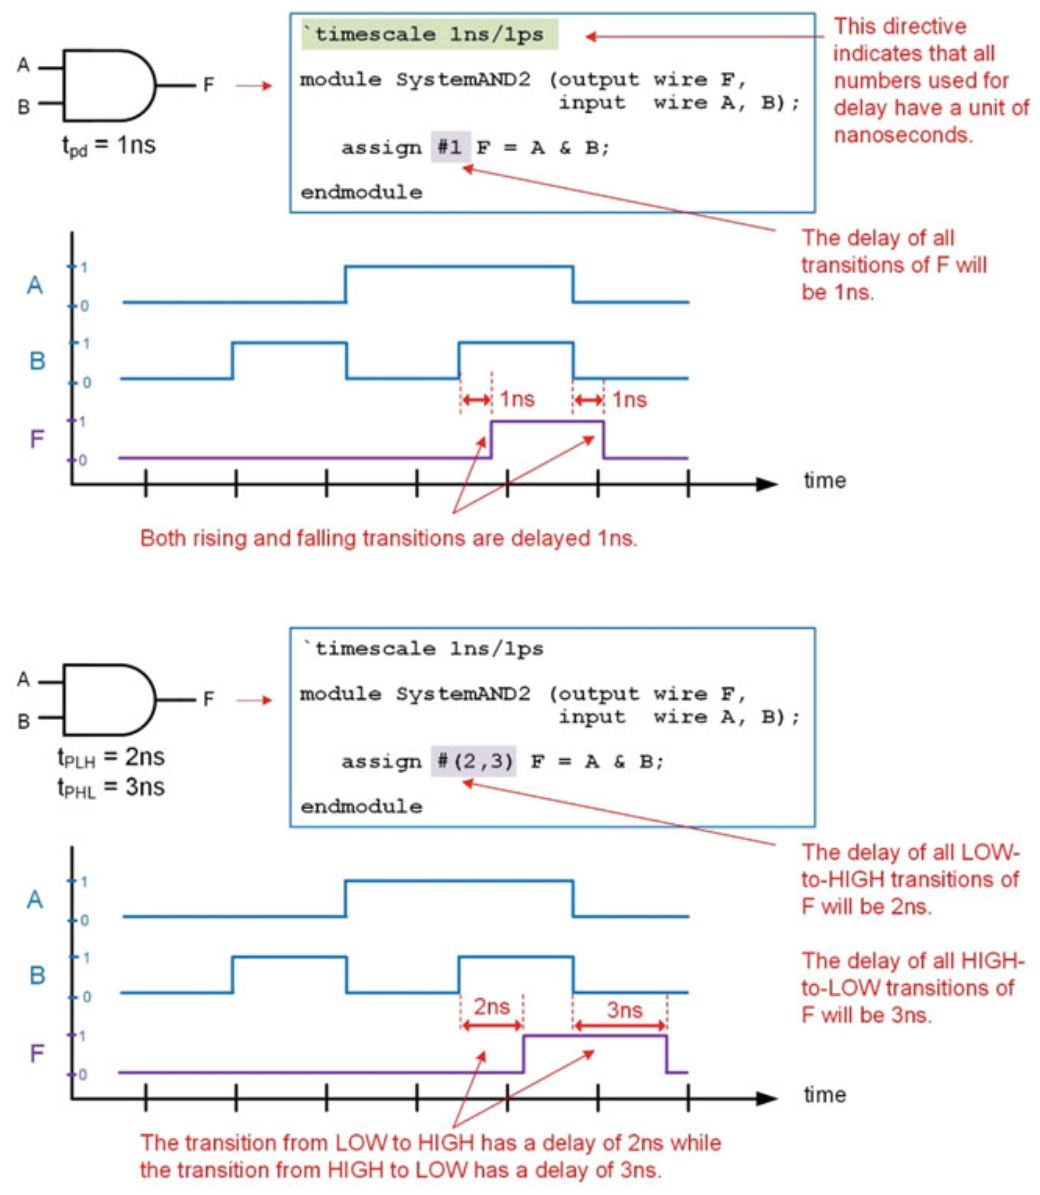 `timescale 1ns/1ps
This directive
indicates that all
numbers used for
delay have a unit of
nanoseconds.
A
B
F
tpd = 1ns
module SystemAND2 (output wire F,
input wire A, B);
assign #1 F = A & B;
endmodule
The delay of all
transitions of F will
be 1ns.
A
1
0
B
1
0
1ns
1ns
F
1
0
time
Both rising and falling transitions are delayed 1ns.
`timescale 1ns/1ps
A
B
F
tPLH = 2ns
tPHL = 3ns
module SystemAND2 (output wire F,
input wire A, B);
assign #(2,3) F = A & B;
endmodule
The delay of all LOW-
to-HIGH transitions of
F will be 2ns.
A
1
0
The delay of all HIGH-
to-LOW transitions of
F will be 3ns.
B
1
0
2ns
3ns
F
1
0
time
The transition from LOW to HIGH has a delay of 2ns while
the transition from HIGH to LOW has a delay of 3ns.